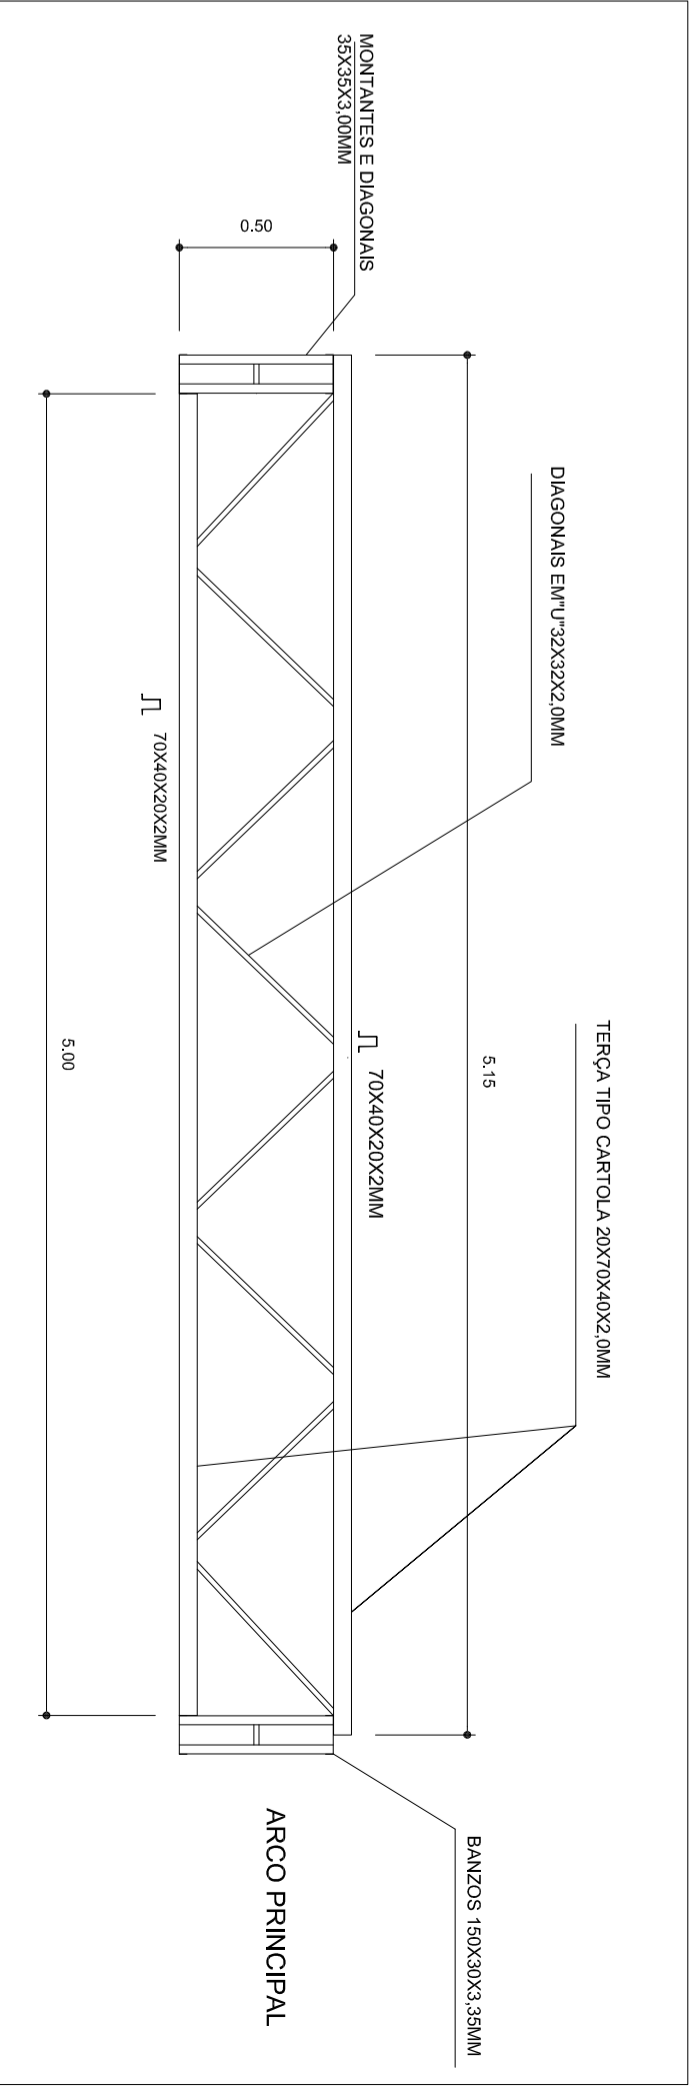 MONTANTES E DIAGONAIS
35X35X3,00MM
0.50
DIAGONAIS EM"U"32X32X2,0MM
TERÇA TIPO CARTOLA 20X70X40X2,0MM
5.15
70X40X20X2MM
70X40X20X2MM
5.00
BANZOS 150X30X3,35MM
ARCO PRINCIPAL